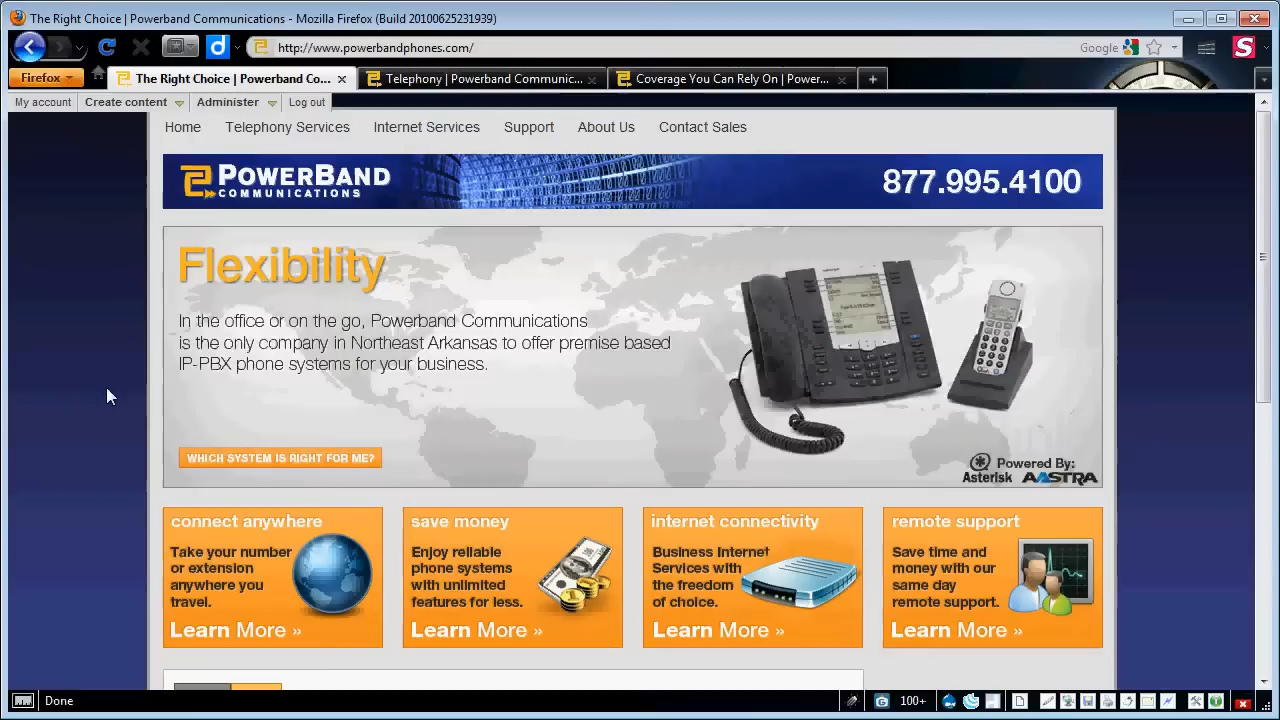 The Right Choice | Powerband Communications - Mozilla Firefox (Build 20100625231939)
http://www.powerbandphones.com/
Google
Firefox
The Right Choice | Powerband Co...
Telephony | Powerband Communic...
Coverage You Can Rely On | Power...
My account
Create content
Administer
Log out
Home
Telephony Services
Internet Services
Support
About Us
Contact Sales
POWERBAND
COMMUNICATIONS
877.995.4100
Flexibility
In the office or on the go, Powerband Communications
is the only company in Northeast Arkansas to offer premise based
IP-PBX phone systems for your business.
WHICH SYSTEM IS RIGHT FOR ME?
Powered By:
Asterisk AASTRA
connect anywhere
Take your number
or extension
anywhere you
travel.
Learn More »
save money
Enjoy reliable
phone systems
with unlimited
features for less.
Learn More »
internet connectivity
Business Internet
Services with
the freedom
of choice.
Learn More »
remote support
Save time and
money with our
same day
remote support.
Learn More »
Done
100+